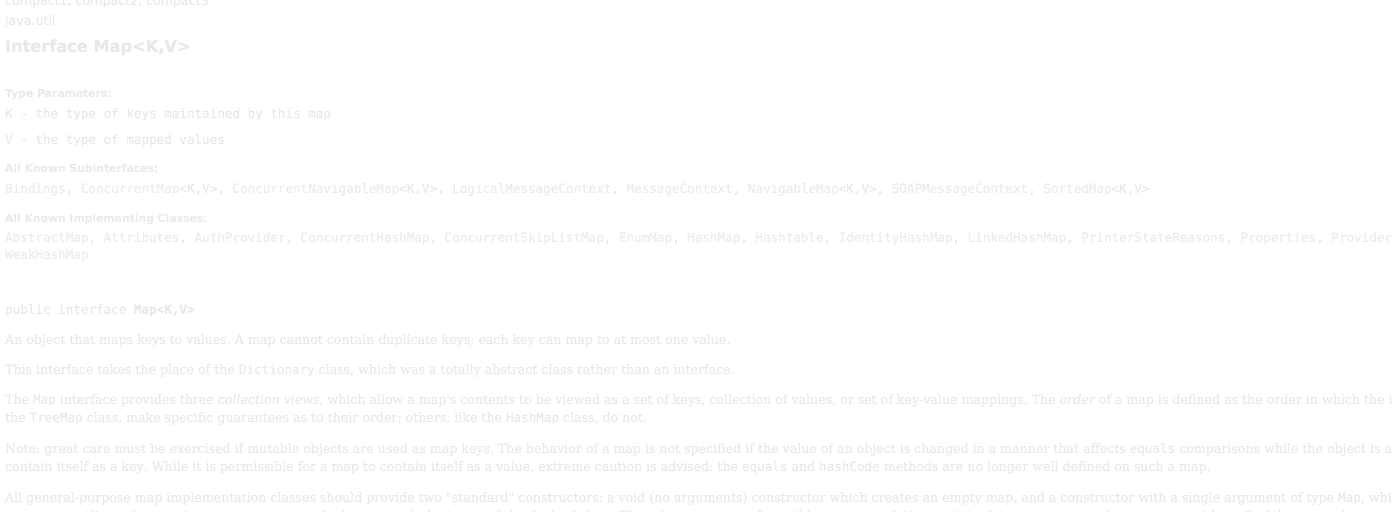 compact1, compact2, compact3
java.util
Interface Map<K,V>
Type Parameters:
K - the type of keys maintained by this map
V - the type of mapped values
All Known Subinterfaces:
Bindings, ConcurrentMap<K,V>, ConcurrentNavigableMap<K,V>, LogicalMessageContext, MessageContext, NavigableMap<K,V>, SOAPMessageContext, SortedMap<K,V>
All Known Implementing Classes:
AbstractMap, Attributes, AuthProvider, ConcurrentHashMap, ConcurrentSkipListMap, EnumMap, HashMap, Hashtable, IdentityHashMap, LinkedHashMap, PrinterStateReasons, Properties, Provider
WeakHashMap
public interface Map<K,V>
An object that maps keys to values. A map cannot contain duplicate keys; each key can map to at most one value.
This interface takes the place of the Dictionary class, which was a totally abstract class rather than an interface.
The Map interface provides three collection views, which allow a map's contents to be viewed as a set of keys, collection of values, or set of key-value mappings. The order of a map is defined as the order in which the i
the TreeMap class, make specific guarantees as to their order; others, like the HashMap class, do not.
Note: great care must be exercised if mutable objects are used as map keys. The behavior of a map is not specified if the value of an object is changed in a manner that affects equals comparisons while the object is a
contain itself as a key. While it is permissible for a map to contain itself as a value, extreme caution is advised: the equals and hashCode methods are no longer well defined on such a map.
All general-purpose map implementation classes should provide two "standard" constructors: a void (no arguments) constructor which creates an empty map, and a constructor with a single argument of type Map, whi